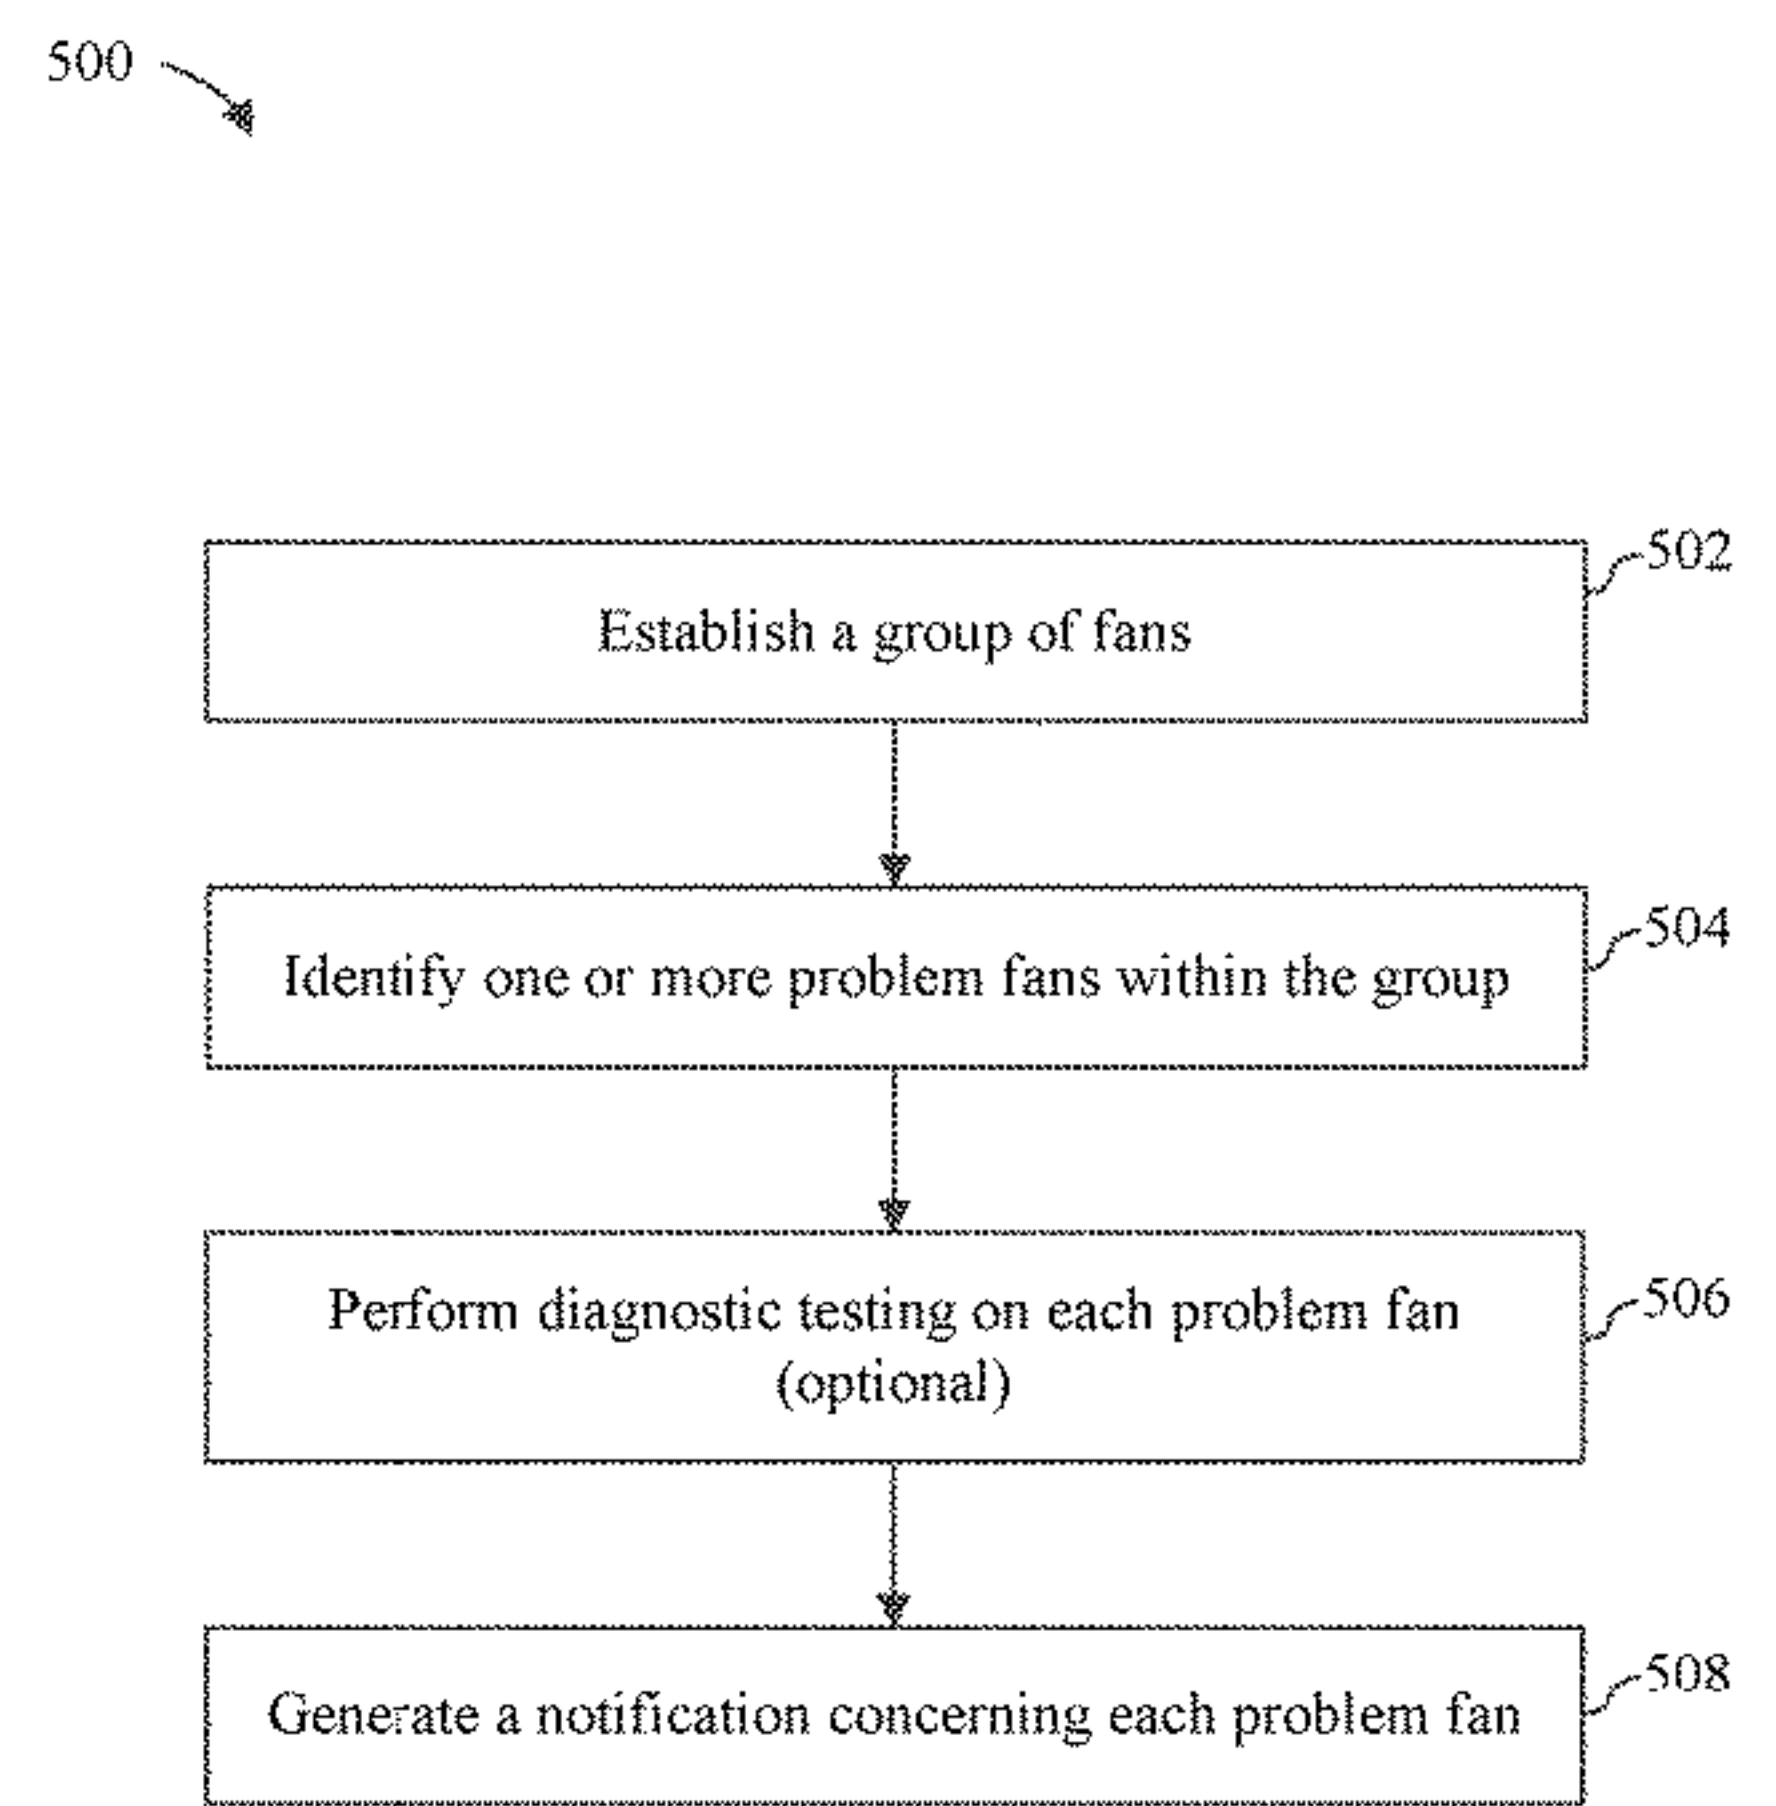 500
502
Establish a group of fans
504
Identify one or more problem fans within the group
506
Perform diagnostic testing on each problem fan
(optional)
508
Generate a notification concerning each problem fan